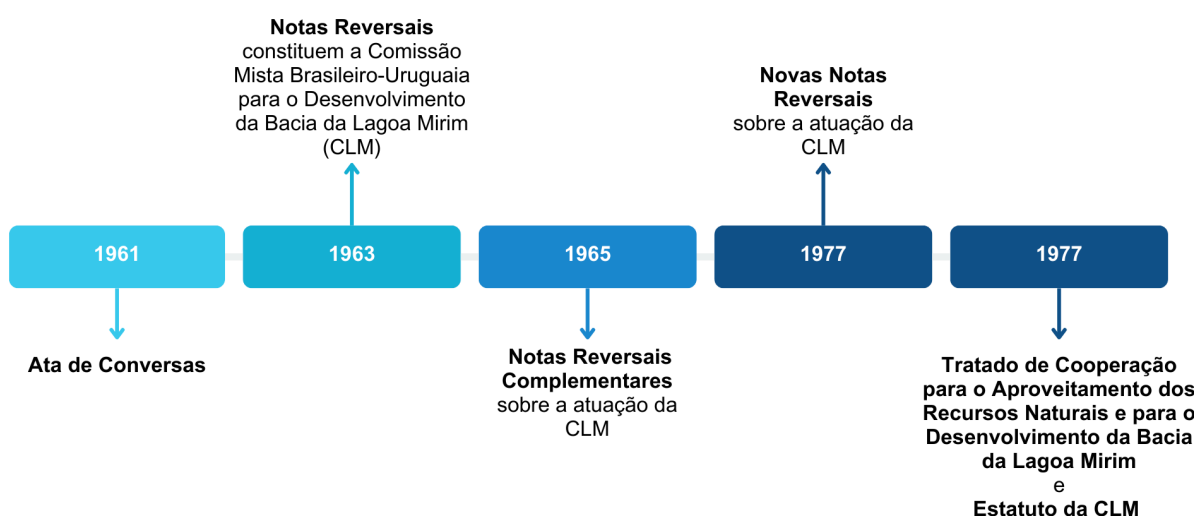 Notas Reversais
constituem a Comissão
Mista Brasileiro-Uruguaia
para o Desenvolvimento
da Bacia da Lagoa Mirim
(CLM)
Novas Notas
Reversais
sobre a atuação da
CLM
1961
1963
1965
1977
1977
Ata de Conversas
Notas Reversais
Complementares
sobre a atuação da
CLM
Tratado de Cooperação
para o Aproveitamento dos
Recursos Naturais e para o
Desenvolvimento da Bacia
da Lagoa Mirim
e
Estatuto da CLM